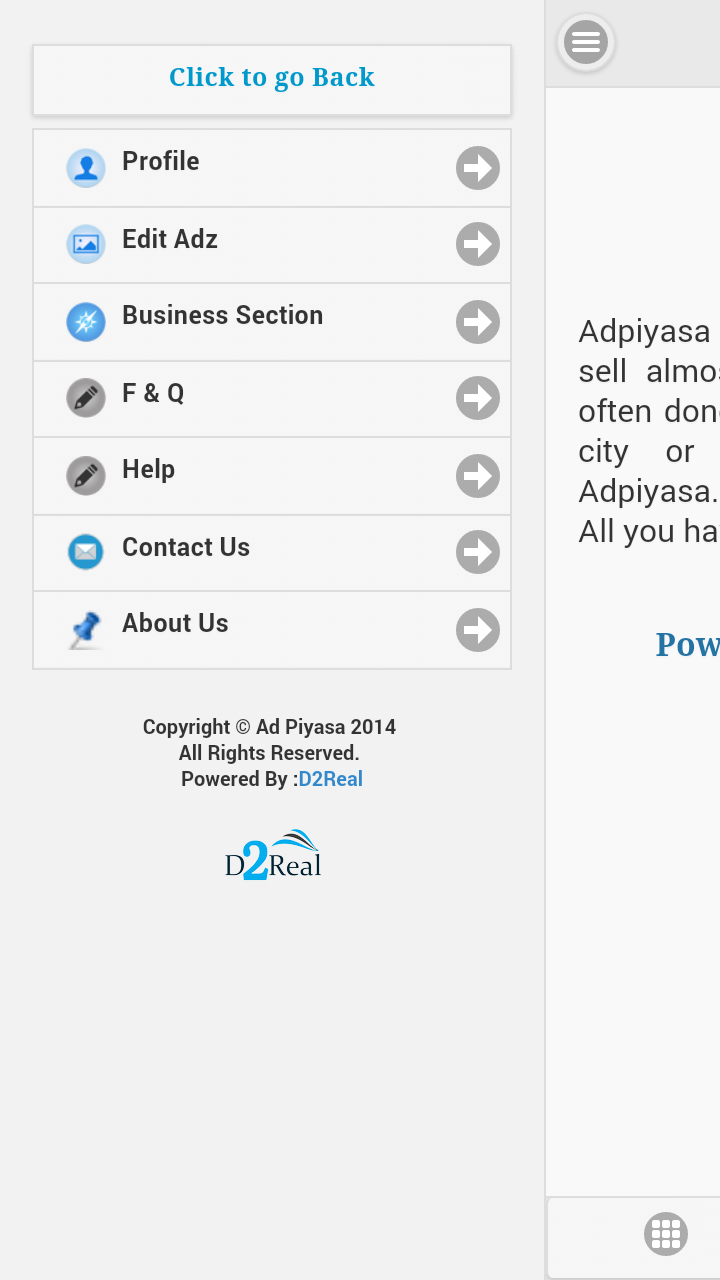 Click to go Back
Profile
Edit Adz
Business Section
F & Q
Help
Contact Us
About Us
Copyright © Ad Piyasa 2014
All Rights Reserved.
Powered By :D2Real
D2Real
Adpiyasa
sell almos
often don
city or
Adpiyasa.
All you ha
Pow